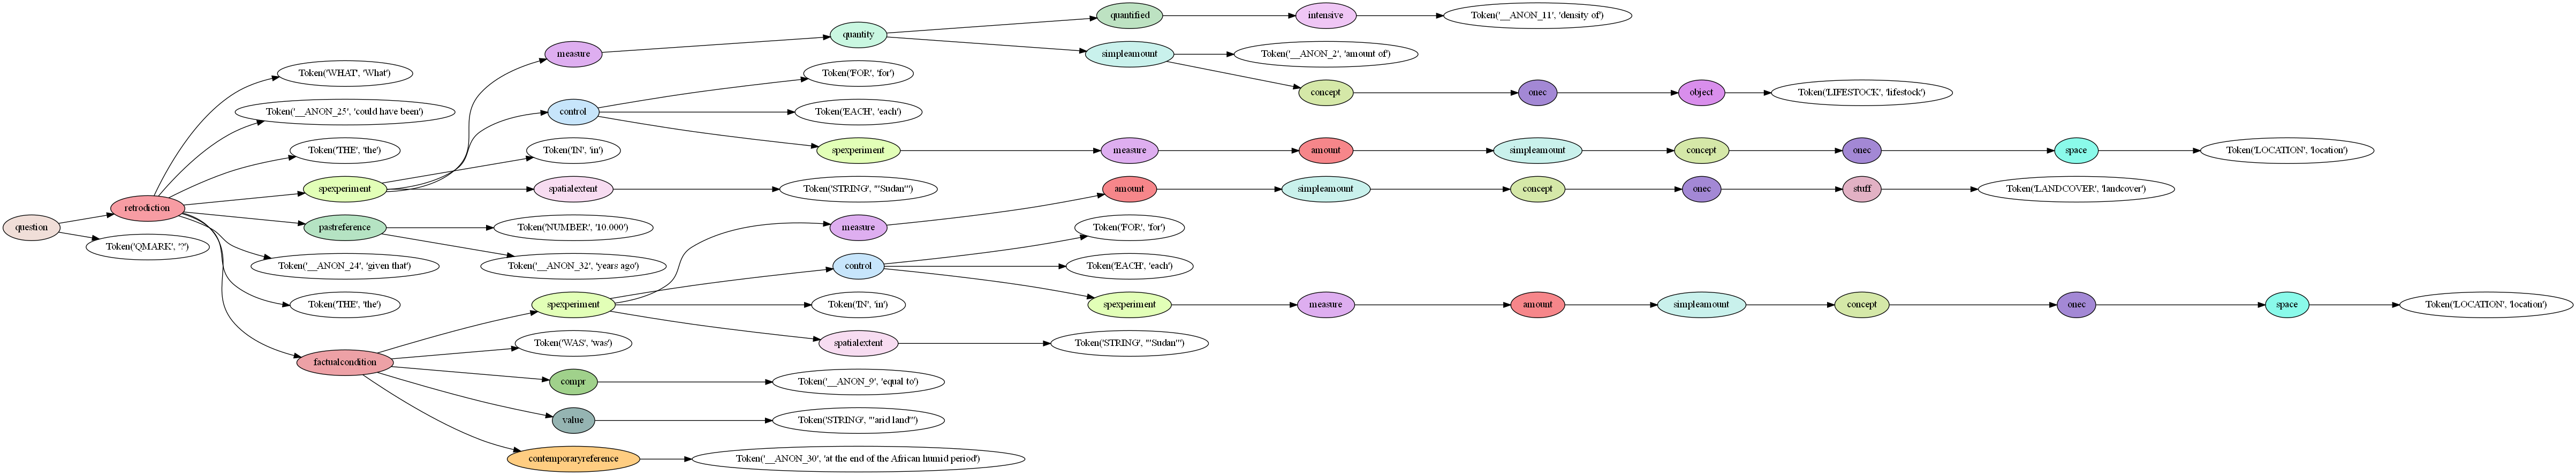 question
retrodiction
Token('WHAT', 'What')
Token('__ANON_25', 'could have been')
Token('THE', 'the')
spexperiment
measure
quantity
quantified
intensive
Token('__ANON_11', 'density of')
simpleamount
Token('__ANON_2', 'amount of')
concept
onec
object
Token('LIFESTOCK', 'lifestock')
control
Token('FOR', 'for')
Token('EACH', 'each')
spexperiment
measure
amount
simpleamount
concept
onec
space
Token('LOCATION', 'location')
Token('IN', 'in')
spatialextent
Token('STRING', '"Sudan"')
pastreference
Token('NUMBER', '10.000')
Token('__ANON_32', 'years ago')
Token('__ANON_24', 'given that')
Token('THE', 'the')
factualcondition
spexperiment
measure
amount
simpleamount
concept
onec
stuff
Token('LANDCOVER', 'landcover')
control
Token('FOR', 'for')
Token('EACH', 'each')
spexperiment
measure
amount
simpleamount
concept
onec
space
Token('LOCATION', 'location')
Token('IN', 'in')
spatialextent
Token('STRING', '"Sudan"')
Token('WAS', 'was')
compr
Token('__ANON_9', 'equal to')
value
Token('STRING', '"arid land"')
contemporaryreference
Token('__ANON_30', 'at the end of the African humid period')
Token('QMARK', '?')